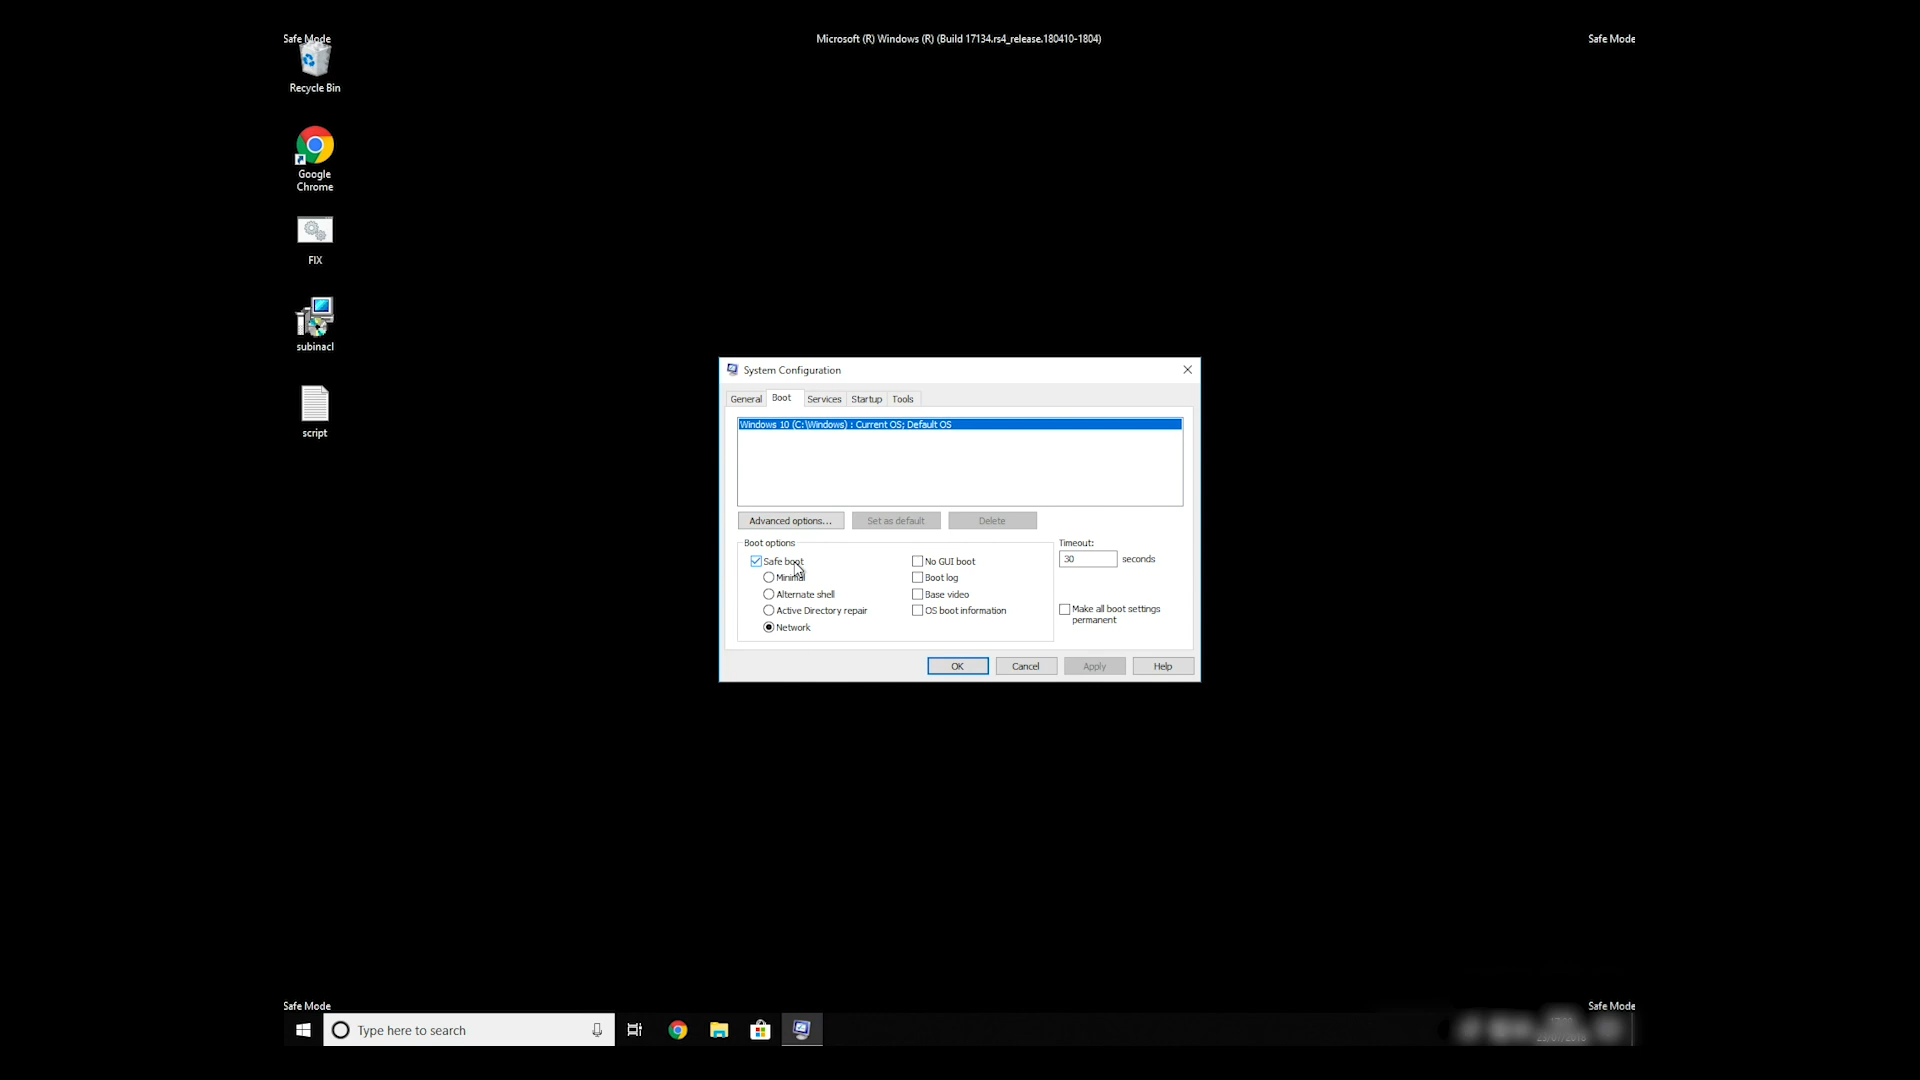 Safe Mode
Microsoft (R) Windows (R) (Build 17134.rs4_release.180410-1804)
Safe Mode
Recycle Bin
Google
Chrome
FIX
subinacl
script
System Configuration
General
Boot
Services
Startup
Tools
Windows 10 (C:\Windows) : Current OS; Default OS
Advanced options...
Set as default
Delete
Boot options
Safe boot
Minimal
Alternate shell
Active Directory repair
Network
No GUI boot
Boot log
Base video
OS boot information
Timeout:
30
seconds
Make all boot settings
permanent
OK
Cancel
Apply
Help
Safe Mode
Safe Mode
Type here to search